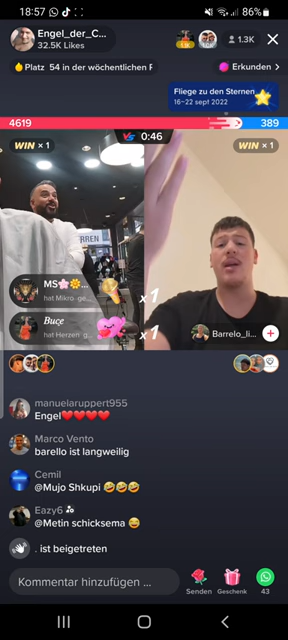 18:57
86%
Engel_der_C...
32.5K Likes
1.3K
Platz 54 in der wöchentlichen
Erkunden >
Fliege zu den Sternen
16~22 sept 2022
4619
389
WIN × 1
VS 0:46
WIN × 1
MS🌸🌼...
hat Mikro ge...
x1
Buçe
hat Herzen g...
x1
Barrelo_li...
manuelaruppert955
Engel❤️❤️❤️❤️
Marco Vento
barello ist langweilig
Cemil
@Mujo Shkupi 🤣🤣🤣
Eazy6
@Metin schicksema 😂
. ist beigetreten
Kommentar hinzufügen ...
Senden
Geschenk
43